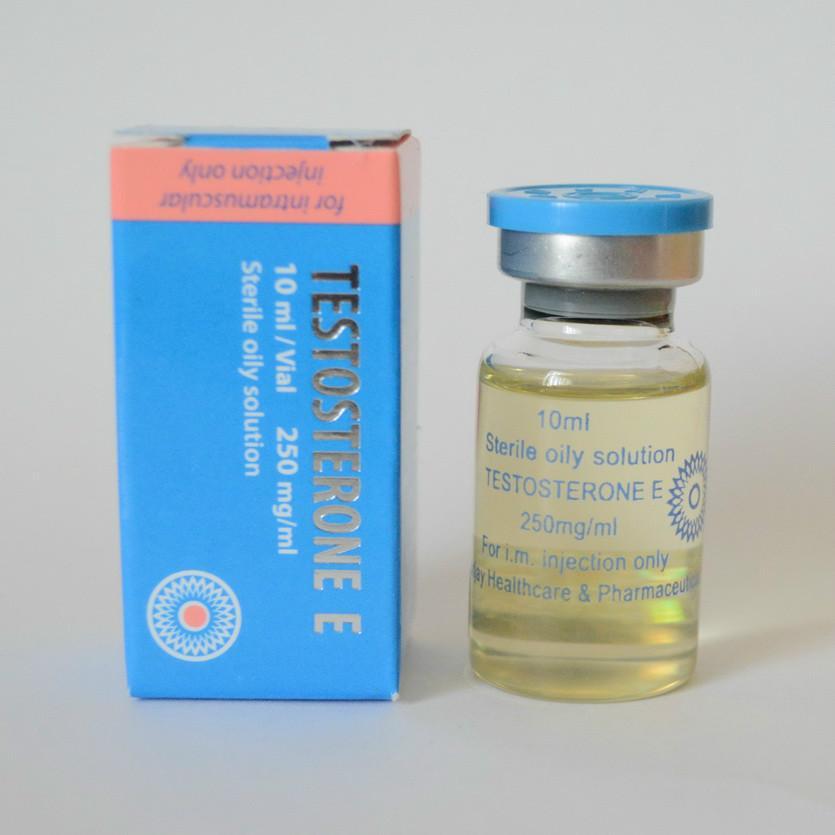 for intramuscular
injection only
TESTOSTERONE E
10 ml / Vial 250 mg/ml
Sterile oily solution
10ml
Sterile oily solution
TESTOSTERONE E
250mg/ml
For i.m. injection only
Healthcare &